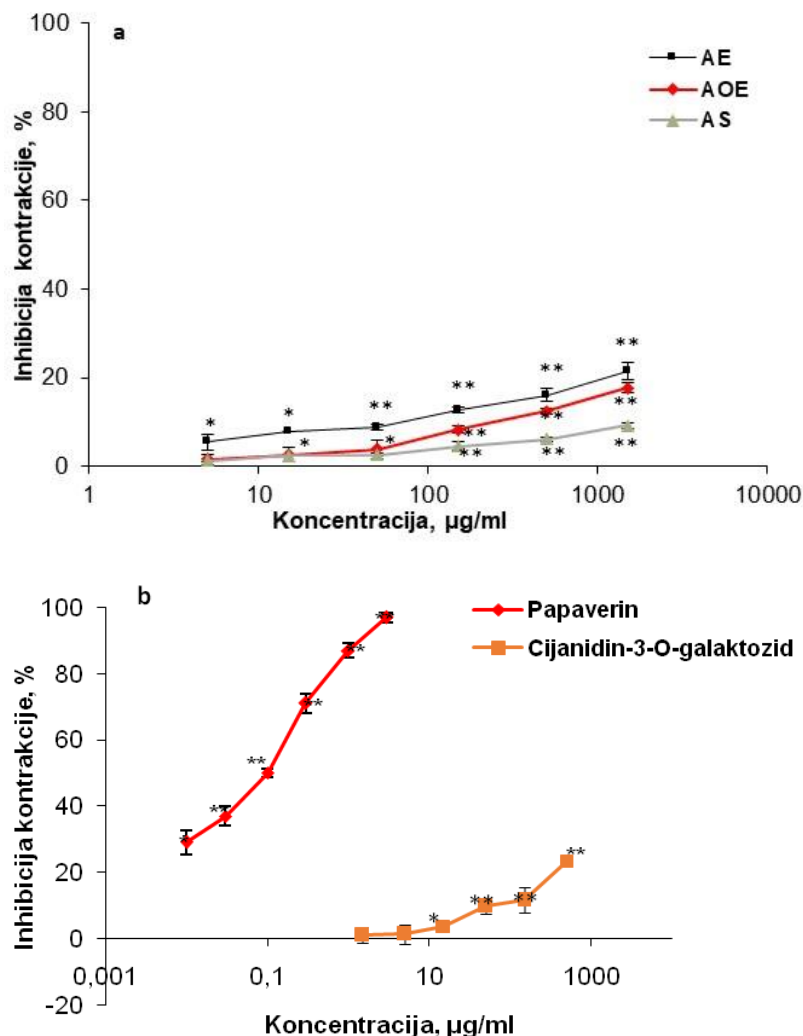 a
100
80
60
40
20
0
Inhibicija kontrakcije, %
AE
AOE
AS
* * ** ** ** **
* * ** ** **
** ** **
1 10 100 1000 10000
Koncentracija, µg/ml
b
100
80
60
40
20
0
-20
Inhibicija kontrakcije, %
Papaverin
Cijanidin-3-O-galaktozid
* ** ** ** ** **
* ** ** **
0,001 0,1 10 1000
Koncentracija, µg/ml